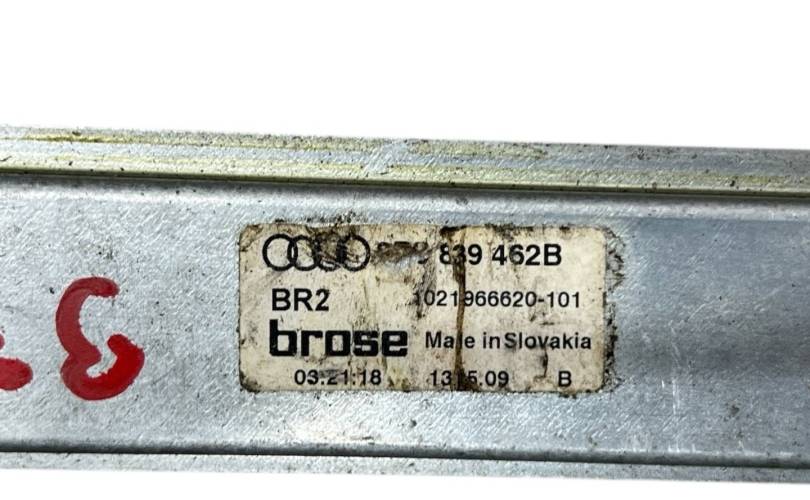 839 462B
BR2 1021966620-101
brose Made in Slovakia
03.21.18 B